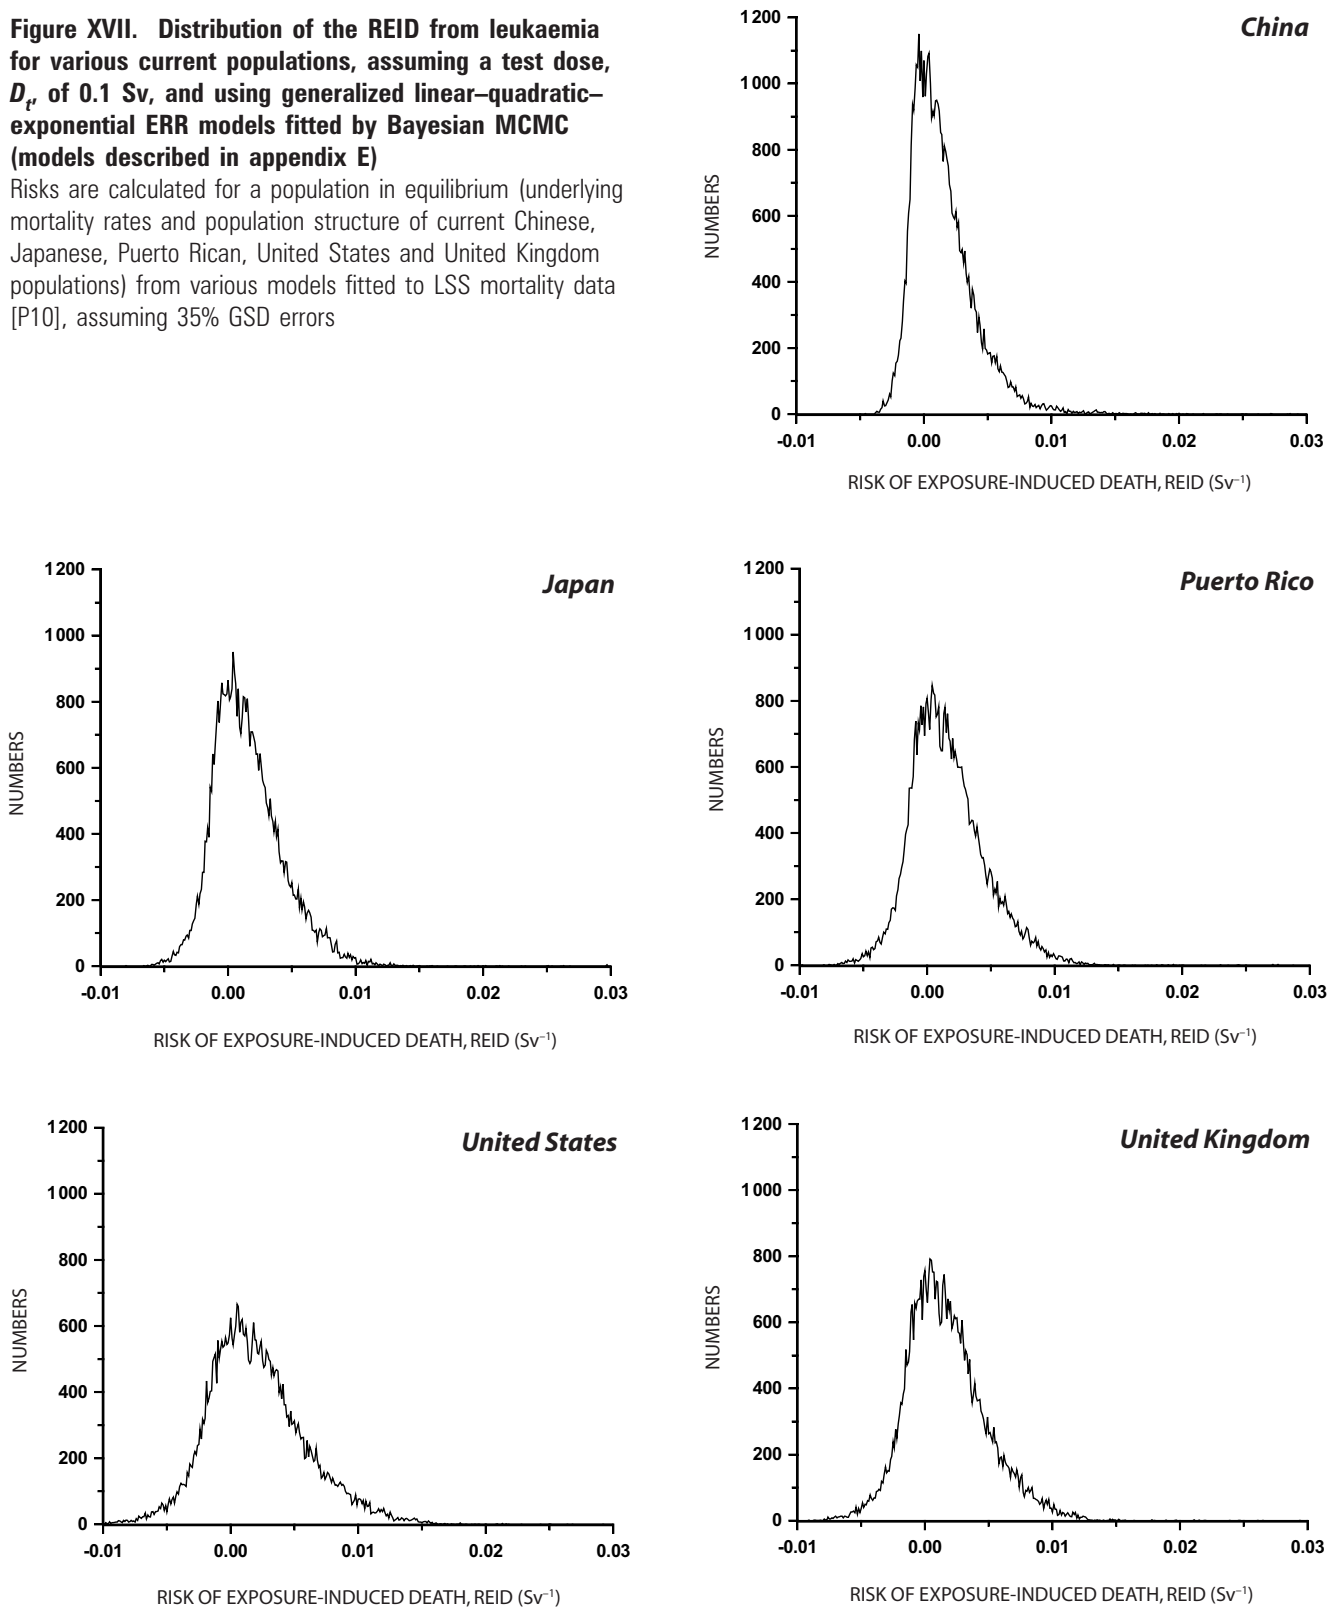 Figure XVII. Distribution of the REID from leukaemia
for various current populations, assuming a test dose,
Dt, of 0.1 Sv, and using generalized linear–quadratic–
exponential ERR models fitted by Bayesian MCMC
(models described in appendix E)
Risks are calculated for a population in equilibrium (underlying
mortality rates and population structure of current Chinese,
Japanese, Puerto Rican, United States and United Kingdom
populations) from various models fitted to LSS mortality data
[P10], assuming 35% GSD errors
China
1200
1000
800
600
400
200
0
NUMBERS
-0.01 0.00 0.01 0.02 0.03
RISK OF EXPOSURE-INDUCED DEATH, REID (Sv⁻¹)
Japan
1200
1000
800
600
400
200
0
NUMBERS
-0.01 0.00 0.01 0.02 0.03
RISK OF EXPOSURE-INDUCED DEATH, REID (Sv⁻¹)
Puerto Rico
1200
1000
800
600
400
200
0
NUMBERS
-0.01 0.00 0.01 0.02 0.03
RISK OF EXPOSURE-INDUCED DEATH, REID (Sv⁻¹)
United States
1200
1000
800
600
400
200
0
NUMBERS
-0.01 0.00 0.01 0.02 0.03
RISK OF EXPOSURE-INDUCED DEATH, REID (Sv⁻¹)
United Kingdom
1200
1000
800
600
400
200
0
NUMBERS
-0.01 0.00 0.01 0.02 0.03
RISK OF EXPOSURE-INDUCED DEATH, REID (Sv⁻¹)